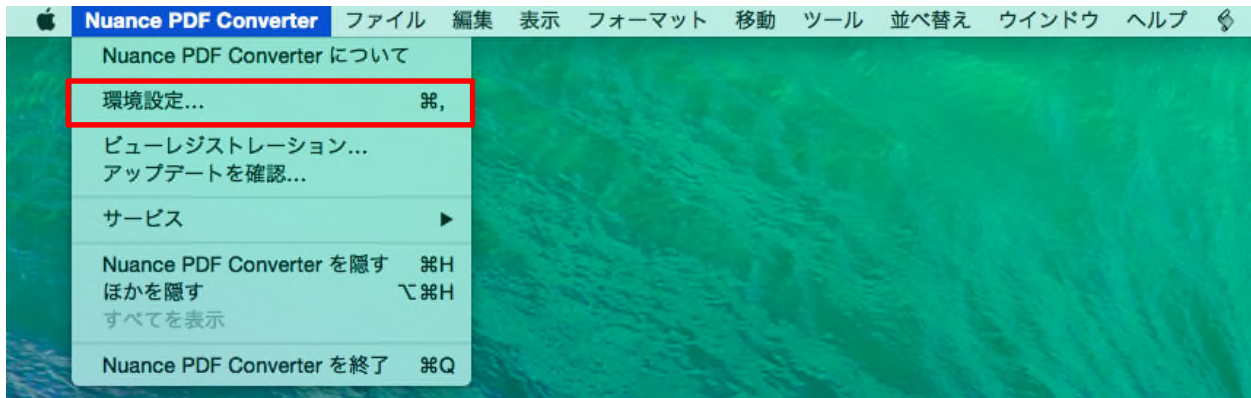 Nuance PDF Converter ファイル 編集 表示 フォーマット 移動 ツール 並べ替え ウインドウ ヘルプ
Nuance PDF Converter について
環境設定... ⌘,
ビューレジストレーション...
アップデートを確認...
サービス ▶
Nuance PDF Converter を隠す ⌘H
ほかを隠す ⌥⌘H
すべてを表示
Nuance PDF Converter を終了 ⌘Q